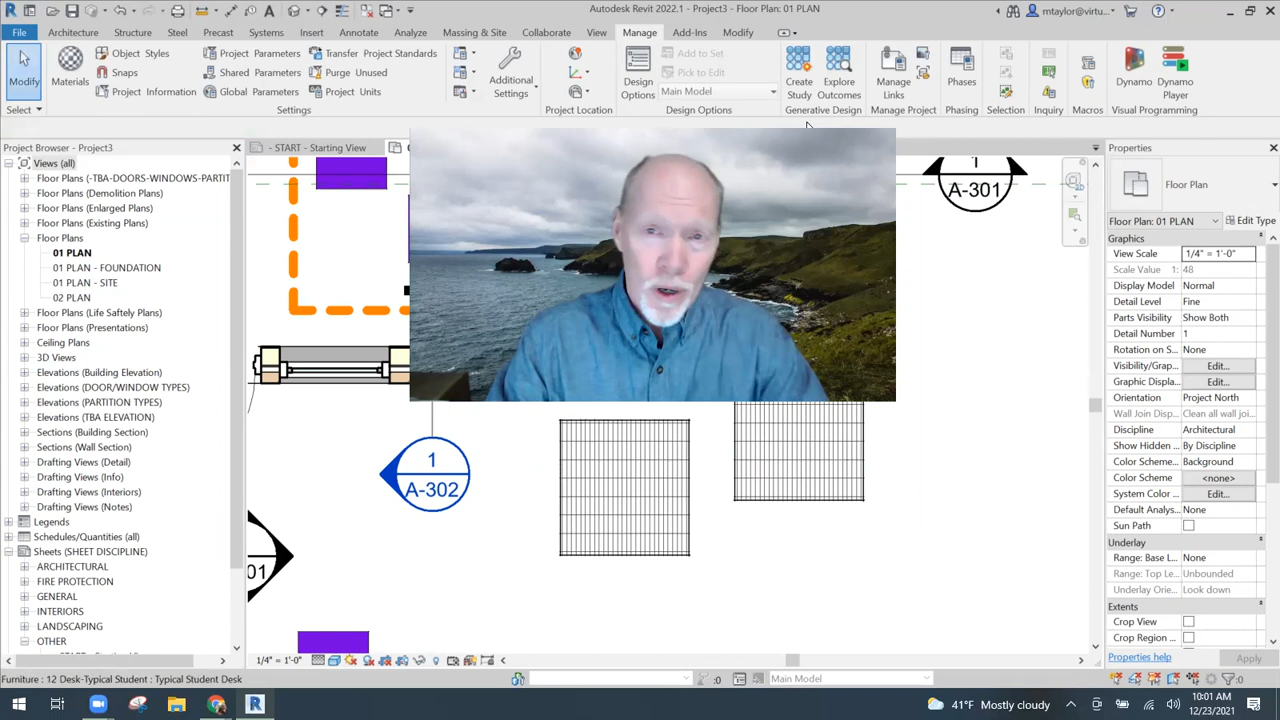 Autodesk Revit 2022.1 - Project3 - Floor Plan: 01 PLAN
mtaylor@virtu...
File Architecture Structure Steel Precast Systems Insert Annotate Analyze Massing & Site Collaborate View Manage Add-Ins Modify
Modify
Select
Materials
Object Styles
Snaps
Project Information
Project Parameters
Shared Parameters
Global Parameters
Transfer Project Standards
Purge Unused
Project Units
Settings
Additional
Settings
Project Location
Design
Options
Add to Set
Pick to Edit
Main Model
Design Options
Create
Study
Explore
Outcomes
Generative Design
Manage
Links
Manage Project
Phases
Phasing
Selection
Inquiry
Macros
Dynamo
Dynamo
Player
Visual Programming
Project Browser - Project3
Views (all)
Floor Plans (-TBA-DOORS-WINDOWS-PARTIT
Floor Plans (Demolition Plans)
Floor Plans (Enlarged Plans)
Floor Plans (Existing Plans)
Floor Plans
01 PLAN
01 PLAN - FOUNDATION
01 PLAN - SITE
02 PLAN
Floor Plans (Life Saftely Plans)
Floor Plans (Presentations)
Ceiling Plans
3D Views
Elevations (Building Elevation)
Elevations (DOOR/WINDOW TYPES)
Elevations (PARTITION TYPES)
Elevations (TBA ELEVATION)
Sections (Building Section)
Sections (Wall Section)
Drafting Views (Detail)
Drafting Views (Info)
Drafting Views (Interiors)
Drafting Views (Notes)
Legends
Schedules/Quantities (all)
Sheets (SHEET DISCIPLINE)
ARCHITECTURAL
FIRE PROTECTION
GENERAL
INTERIORS
LANDSCAPING
OTHER
- START - Starting View
1
A-301
1
A-302
01
1/4" = 1'-0"
Properties
Floor Plan
Floor Plan: 01 PLAN
Edit Type
Graphics
View Scale 1/4" = 1'-0"
Scale Value 1: 48
Display Model Normal
Detail Level Fine
Parts Visibility Show Both
Detail Number 1
Rotation on S... None
Visibility/Grap... Edit...
Graphic Displa... Edit...
Orientation Project North
Wall Join Disp... Clean all wall joi...
Discipline Architectural
Show Hidden ... By Discipline
Color Scheme... Background
Color Scheme <none>
System Color ... Edit...
Default Analys... None
Sun Path
Underlay
Range: Base L... None
Range: Top Le... Unbounded
Underlay Orien... Look down
Extents
Crop View
Crop Region ...
Properties help
Apply
Furniture : 12 Desk-Typical Student : Typical Student Desk
:0
Main Model
:0
41°F Mostly cloudy
10:01 AM
12/23/2021